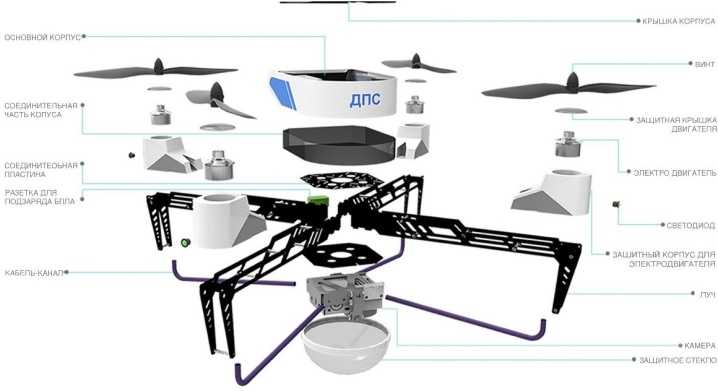 КРЫШКА КОРПУСА
ОСНОВНОЙ КОРПУС
ВИНТ
ДПС
СОЕДИНИТЕЛЬНАЯ
ЧАСТЬ КОПУСА
ЗАЩИТНАЯ КРЫШКА
ДВИГАТЕЛЯ
СОЕДИНИТЕОЬНАЯ
ПЛАСТИНА
ЭЛЕКТРО ДВИГАТЕЛЬ
РАЗЕТКА ДЛЯ
ПОДЗАРЯДА БПЛА
СВЕТОДИОД
ЗАЩИТНЫЙ КОРПУС ДЛЯ
ЭЛЕКТРОДВИГАТЕЛЯ
КАБЕЛЬ-КАНАЛ
ЛУЧ
КАМЕРА
ЗАЩИТНОЕ СТЕКЛО